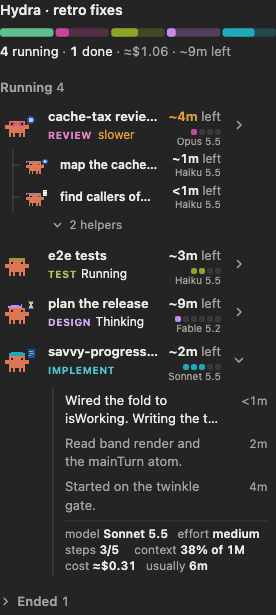 Hydra · retro fixes
4 running · 1 done · ≈$1.06 · ~9m left
Running 4
cache-tax revie... ~4m left
REVIEW slower Opus 5.5
map the cache... ~1m left
Haiku 5.5
find callers of... <1m left
Haiku 5.5
2 helpers
e2e tests ~3m left
TEST Running Haiku 5.5
plan the release ~9m left
DESIGN Thinking Fable 5.2
savvy-progress... ~2m left
IMPLEMENT Sonnet 5.5
Wired the fold to <1m
isWorking. Writing the t...
Read band render and 2m
the mainTurn atom.
Started on the twinkle 4m
gate.
model Sonnet 5.5 effort medium
steps 3/5 context 38% of 1M
cost ≈$0.31 usually 6m
Ended 1